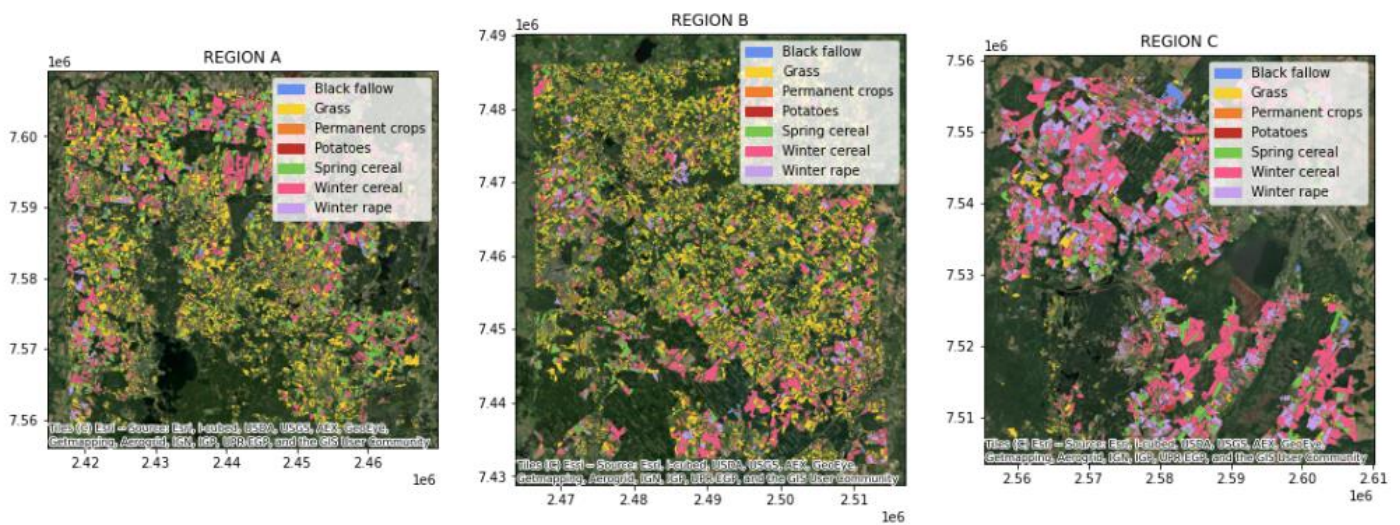 REGION A
Black fallow
Grass
Permanent crops
Potatoes
Spring cereal
Winter cereal
Winter rape
7.60
7.59
7.58
7.57
7.56
1e6
Tiles (C) Esri -- Source: Esri, i-cubed, USDA, USGS, AEX, GeoEye,
Getmapping, Aerogrid, IGN, IGP, UPR-EGP, and the GIS User Community
2.42 2.43 2.44 2.45 2.46
1e6
REGION B
1e6
Black fallow
Grass
Permanent crops
Potatoes
Spring cereal
Winter cereal
Winter rape
7.49
7.48
7.47
7.46
7.45
7.44
7.43
Tiles (C) Esri -- Source: Esri, i-cubed, USDA, USGS, AEX, GeoEye,
Getmapping, Aerogrid, IGN, IGP, UPR-EGP, and the GIS User Community
2.47 2.48 2.49 2.50 2.51
1e6
REGION C
1e6
Black fallow
Grass
Permanent crops
Potatoes
Spring cereal
Winter cereal
Winter rape
7.56
7.55
7.54
7.53
7.52
7.51
Tiles (C) Esri -- Source: Esri, i-cubed, USDA, USGS, AEX, GeoEye,
Getmapping, Aerogrid, IGN, IGP, UPR-EGP, and the GIS User Community
2.56 2.57 2.58 2.59 2.60 2.61
1e6